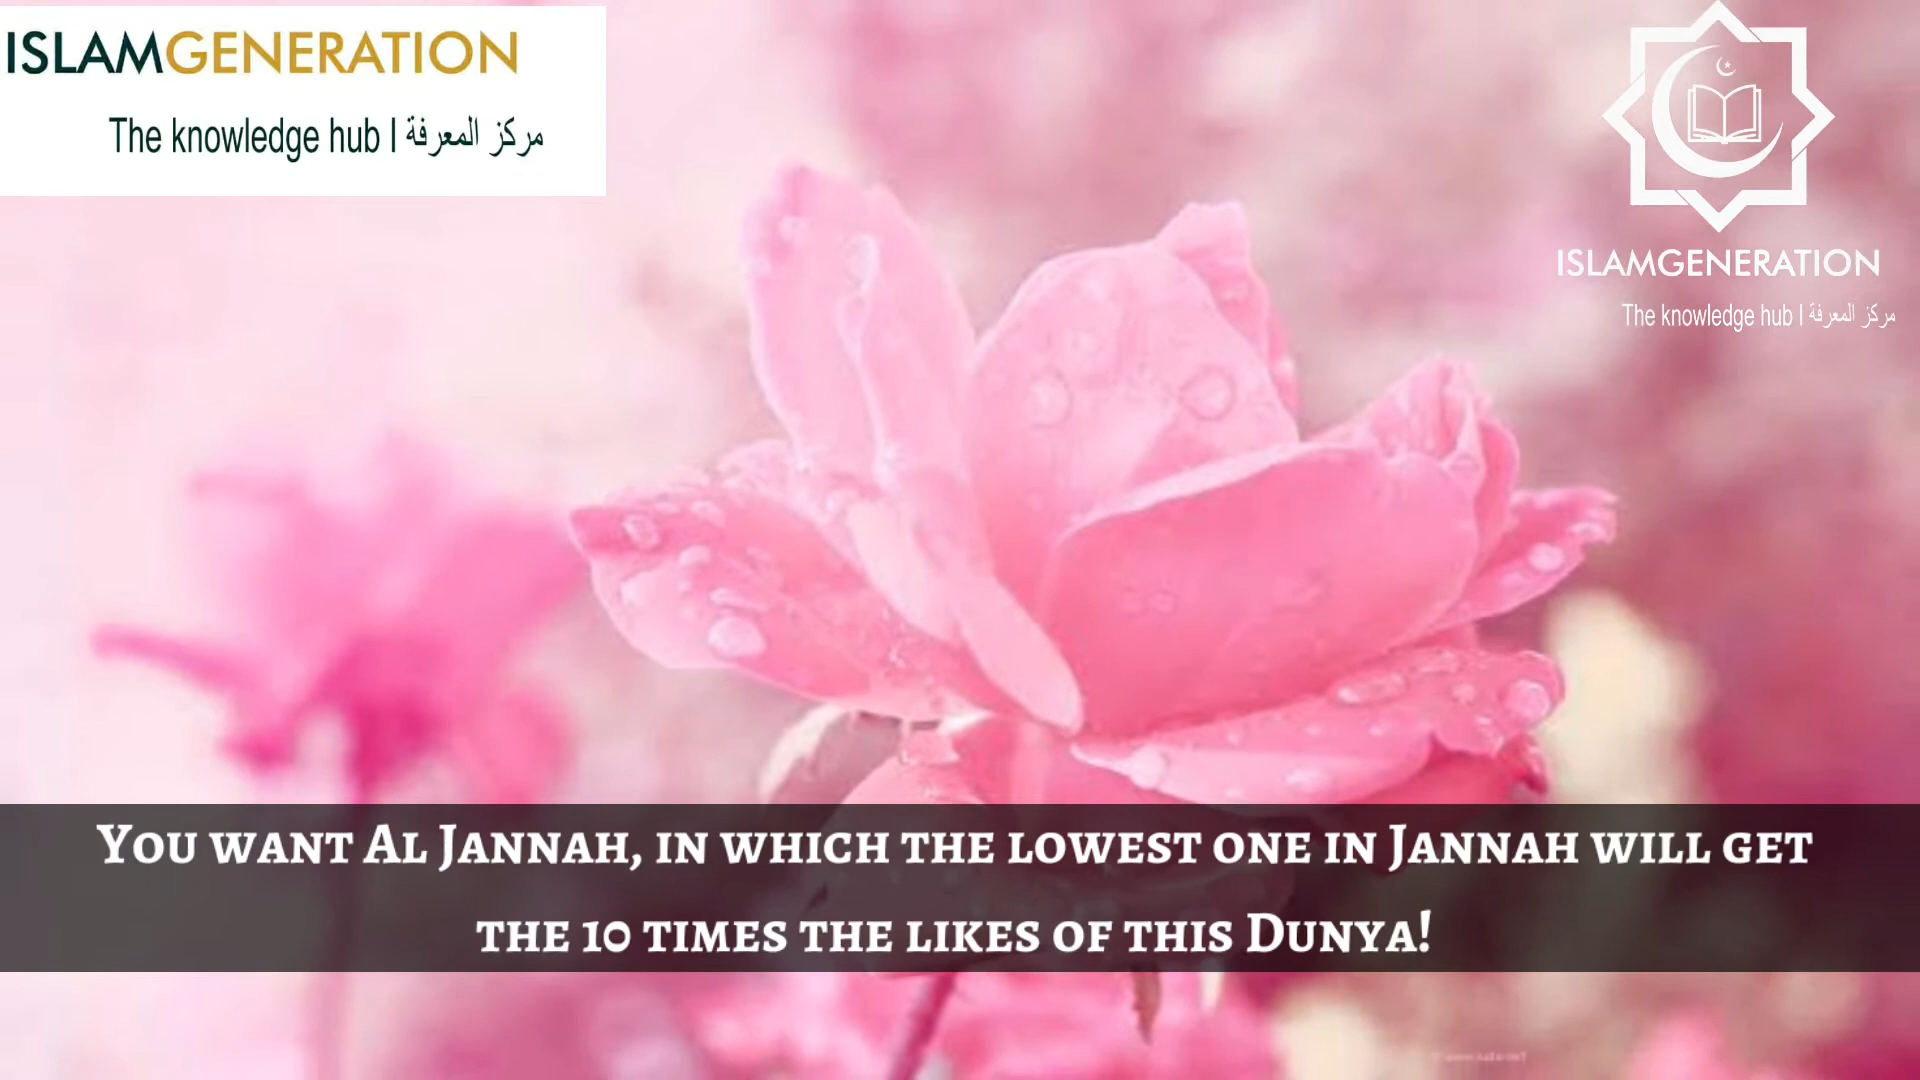 ISLAMGENERATION
The knowledge hub | مركز المعرفة
ISLAMGENERATION
The knowledge hub | مركز المعرفة
You want Al Jannah, in which the lowest one in Jannah will get
the 10 times the likes of this Dunya!